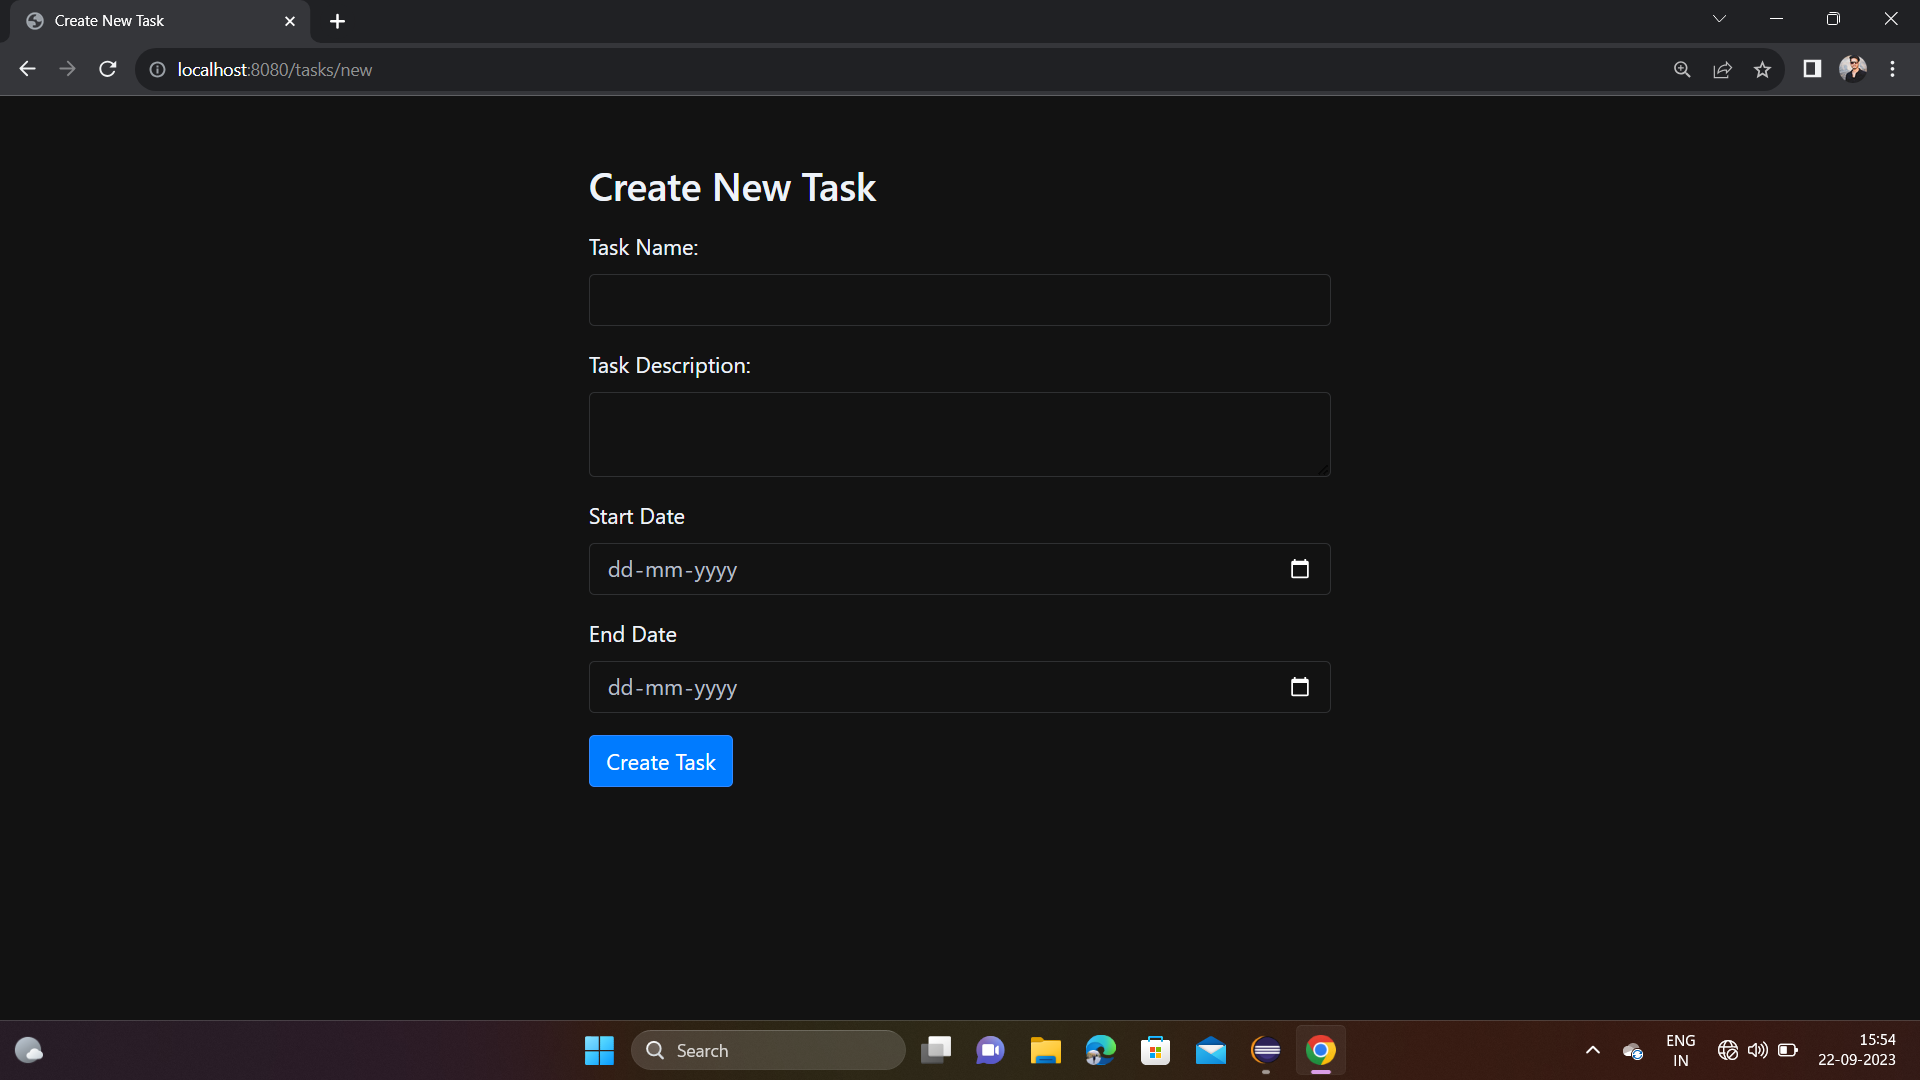 Create New Task
localhost:8080/tasks/new
Create New Task
Task Name:
Task Description:
Start Date
dd-mm-yyyy
End Date
dd-mm-yyyy
Create Task
Search
ENG
IN
15:54
22-09-2023